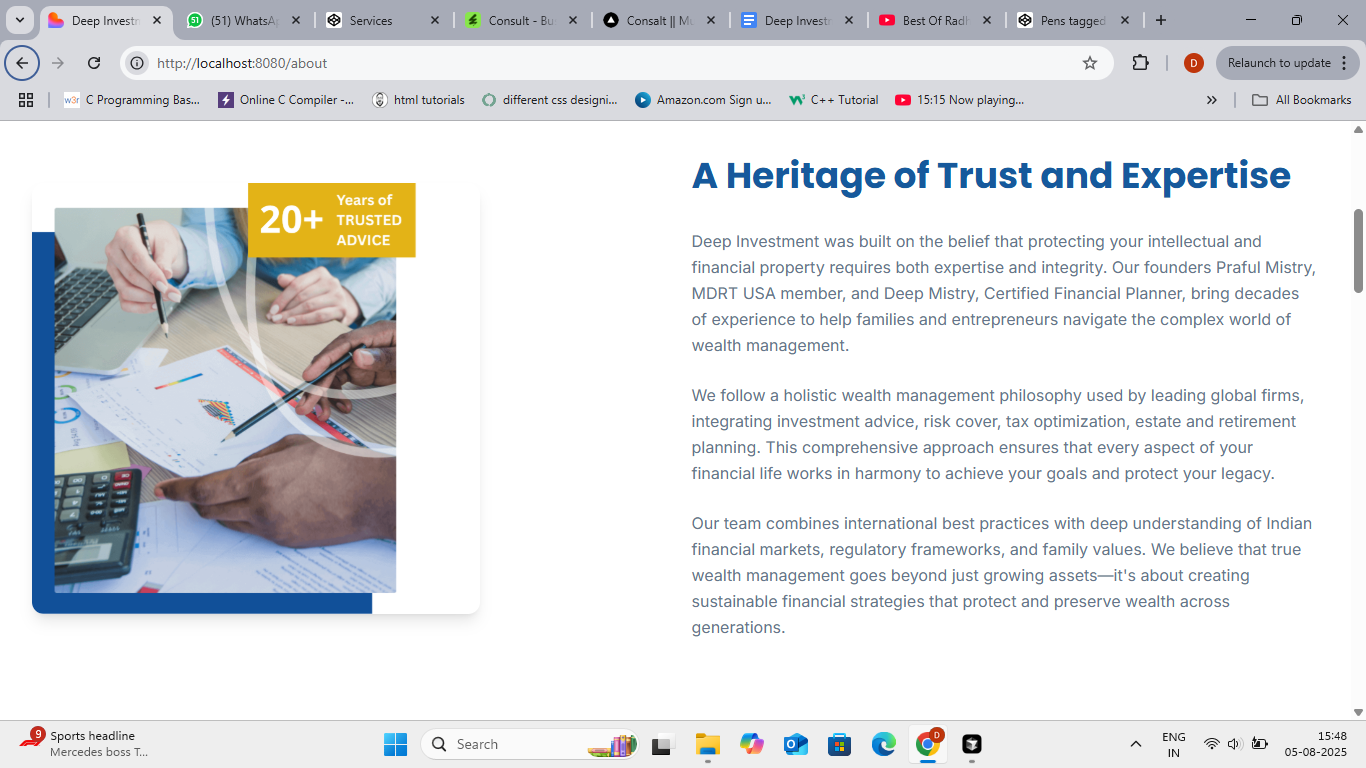 Deep Investm
(51) WhatsA
Services
Consult - Bu
Consalt || Mu
Deep Investm
Best Of Radh
Pens tagged
http://localhost:8080/about
D
Relaunch to update
w3r
C Programming Bas...
Online C Compiler -...
html tutorials
different css designi...
Amazon.com Sign u...
C++ Tutorial
15:15 Now playing...
All Bookmarks
20+
Years of
TRUSTED
ADVICE
A Heritage of Trust and Expertise
Deep Investment was built on the belief that protecting your intellectual and
financial property requires both expertise and integrity. Our founders Praful Mistry,
MDRT USA member, and Deep Mistry, Certified Financial Planner, bring decades
of experience to help families and entrepreneurs navigate the complex world of
wealth management.
We follow a holistic wealth management philosophy used by leading global firms,
integrating investment advice, risk cover, tax optimization, estate and retirement
planning. This comprehensive approach ensures that every aspect of your
financial life works in harmony to achieve your goals and protect your legacy.
Our team combines international best practices with deep understanding of Indian
financial markets, regulatory frameworks, and family values. We believe that true
wealth management goes beyond just growing assets—it's about creating
sustainable financial strategies that protect and preserve wealth across
generations.
9
Sports headline
Mercedes boss T...
Search
D
ENG
IN
15:48
05-08-2025